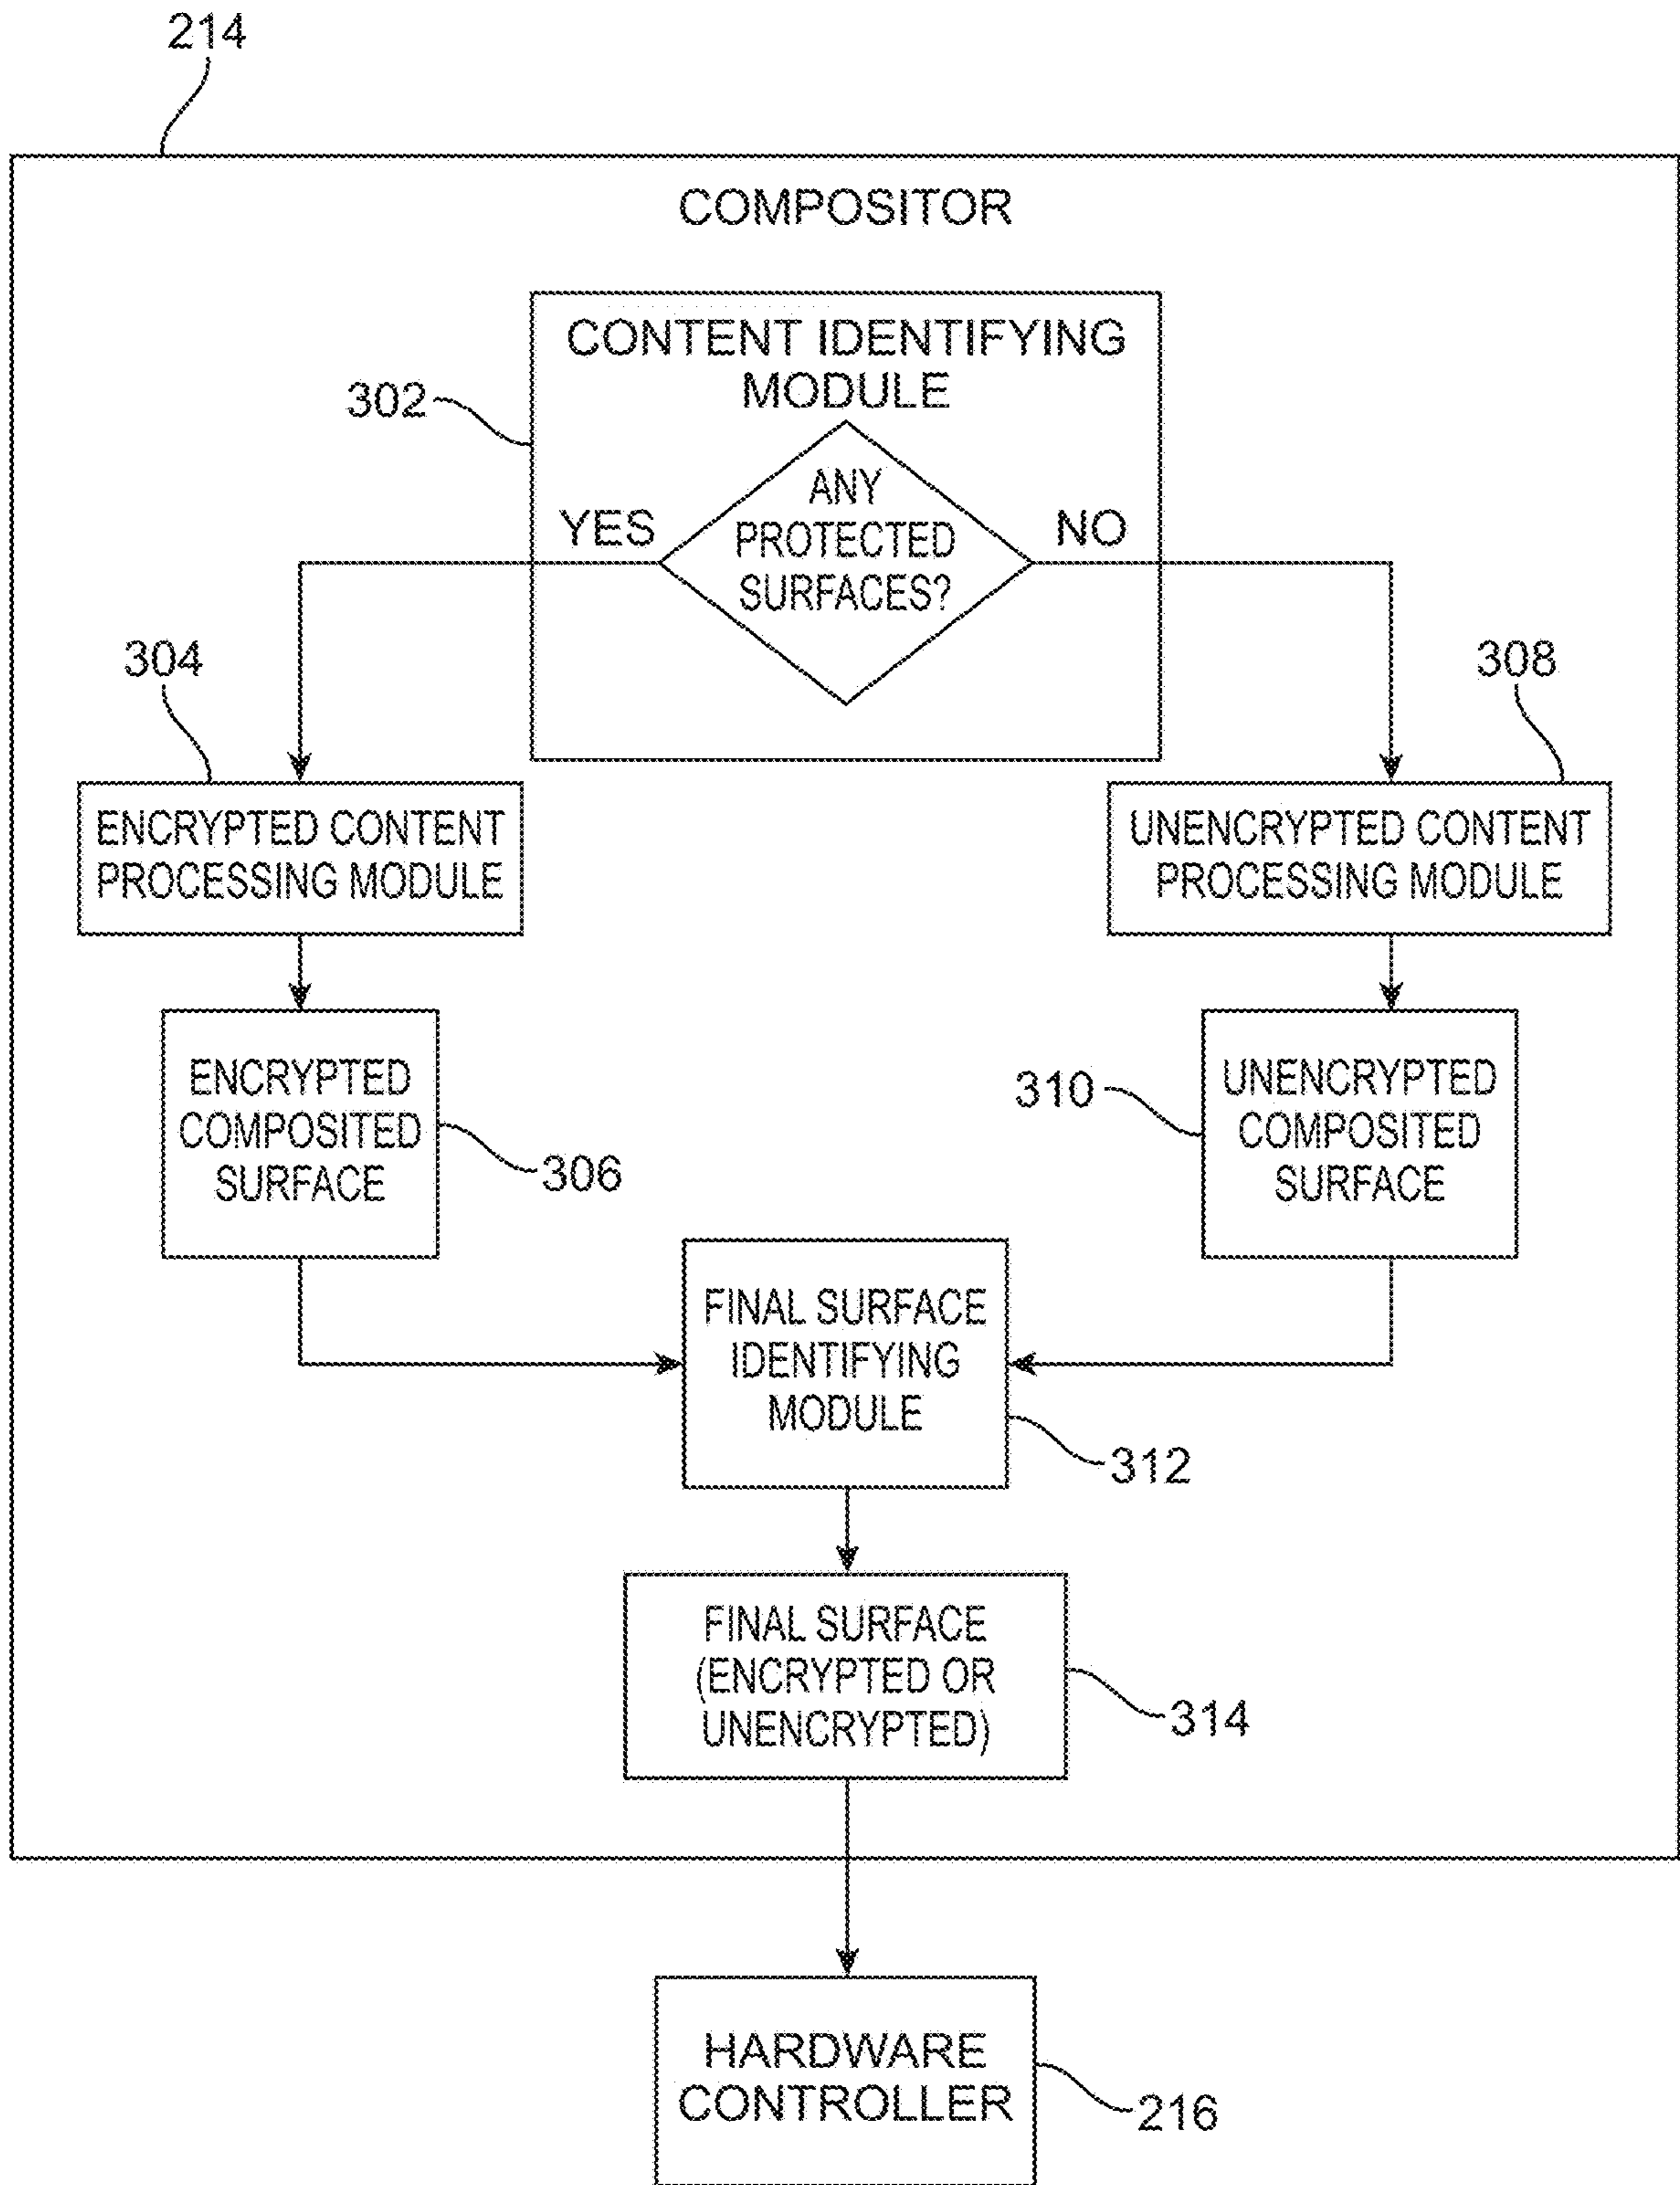 214
COMPOSITOR
CONTENT IDENTIFYING
MODULE
302
ANY
PROTECTED
SURFACES?
YES
NO
304
308
ENCRYPTED CONTENT
PROCESSING MODULE
UNENCRYPTED CONTENT
PROCESSING MODULE
ENCRYPTED
COMPOSITED
SURFACE
306
310
UNENCRYPTED
COMPOSITED
SURFACE
FINAL SURFACE
IDENTIFYING
MODULE
312
FINAL SURFACE
(ENCRYPTED OR
UNENCRYPTED)
314
HARDWARE
CONTROLLER
216